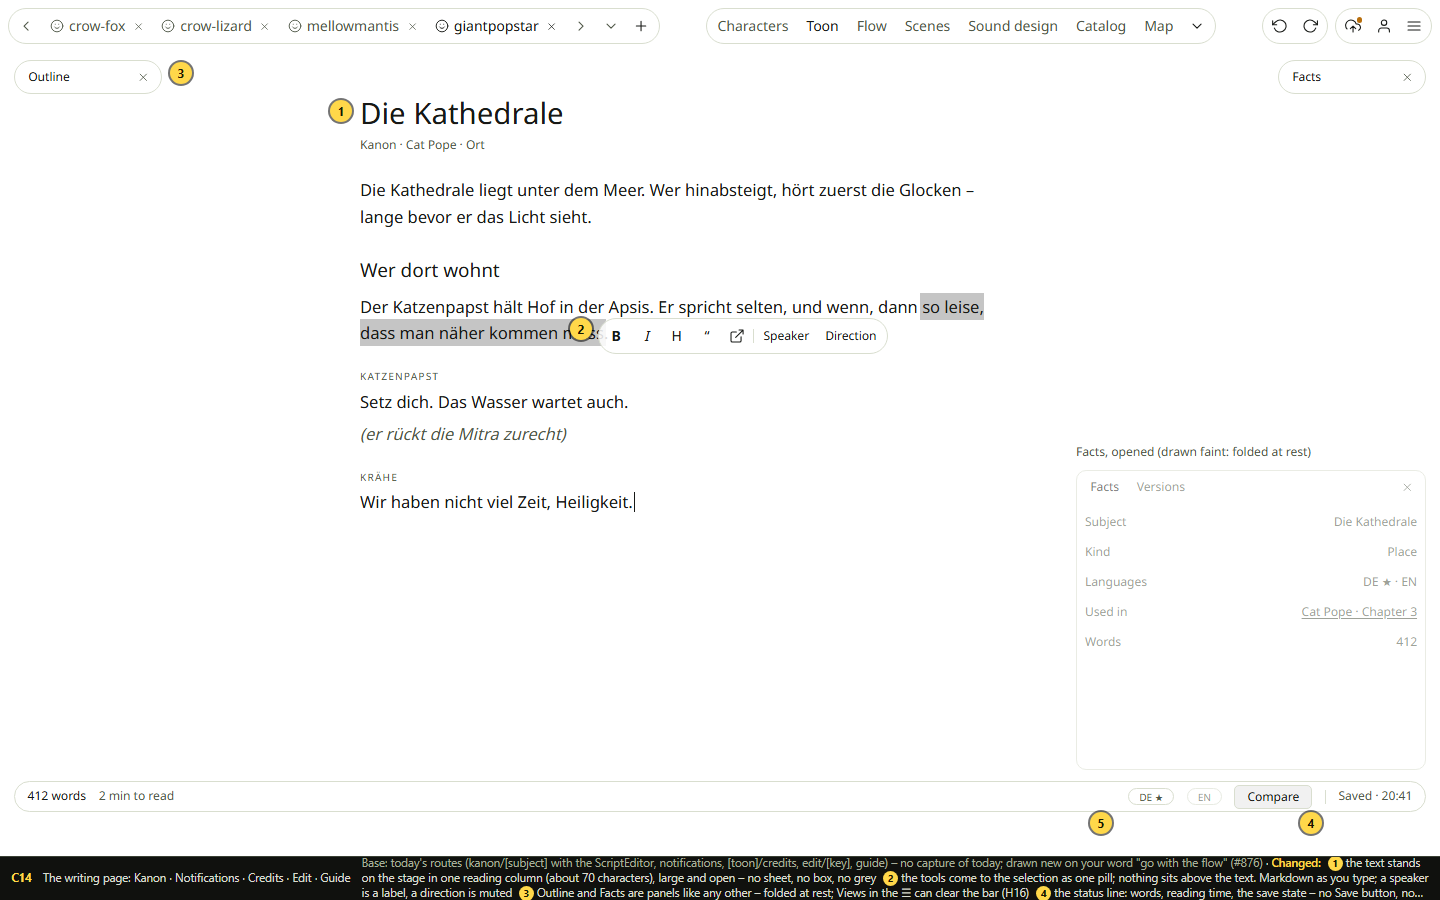 crow-fox crow-lizard mellowmantis giantpopstar
Characters Toon Flow Scenes Sound design Catalog Map
Outline
3
Facts
1
Die Kathedrale
Kanon · Cat Pope · Ort
Die Kathedrale liegt unter dem Meer. Wer hinabsteigt, hört zuerst die Glocken –
lange bevor er das Licht sieht.
Wer dort wohnt
Der Katzenpapst hält Hof in der Apsis. Er spricht selten, und wenn, dann so leise,
dass man näher kommen
2
B I H “ Speaker Direction
KATZENPAPST
Setz dich. Das Wasser wartet auch.
(er rückt die Mitra zurecht)
KRÄHE
Wir haben nicht viel Zeit, Heiligkeit.
Facts, opened (drawn faint: folded at rest)
Facts Versions
Subject Die Kathedrale
Kind Place
Languages DE ★ · EN
Used in Cat Pope · Chapter 3
Words 412
412 words 2 min to read
DE ★ EN Compare Saved · 20:41
5 4
C14 The writing page: Kanon · Notifications · Credits · Edit · Guide
Base: today's routes (kanon/[subject] with the ScriptEditor, notifications, [toon]/credits, edit/[key], guide) – no capture of today; drawn new on your word "go with the flow" (#876) · Changed: 1 the text stands
on the stage in one reading column (about 70 characters), large and open – no sheet, no box, no grey 2 the tools come to the selection as one pill; nothing sits above the text. Markdown as you type; a speaker
is a label, a direction is muted 3 Outline and Facts are panels like any other – folded at rest; Views in the ☰ can clear the bar (H16) 4 the status line: words, reading time, the save state – no Save button, no…